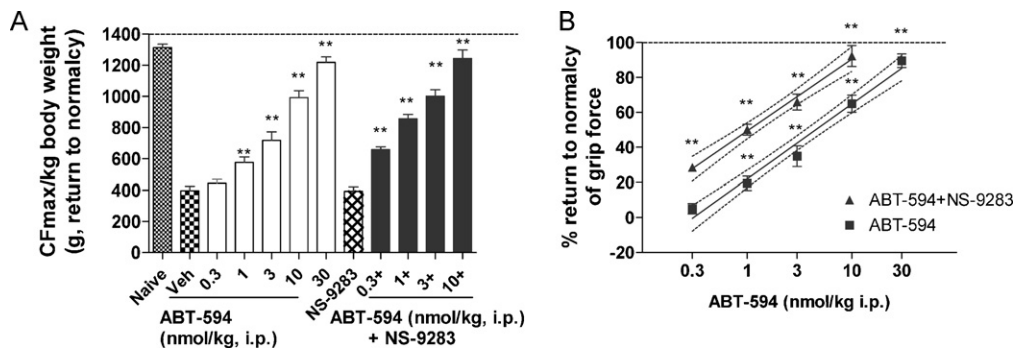 A
CFmax/kg body weight
(g, return to normalcy)
1400
1200
1000
800
600
400
200
0
** ** ** ** ** ** ** **
Naive Veh 0.3 1 3 10 30 NS-9283 0.3+ 1+ 3+ 10+
ABT-594
(nmol/kg, i.p.)
ABT-594 (nmol/kg, i.p.)
+ NS-9283
B
% return to normalcy
of grip force
100
80
60
40
20
0
-20
** ** ** ** ** ** ** **
ABT-594+NS-9283
ABT-594
0.3 1 3 10 30
ABT-594 (nmol/kg i.p.)